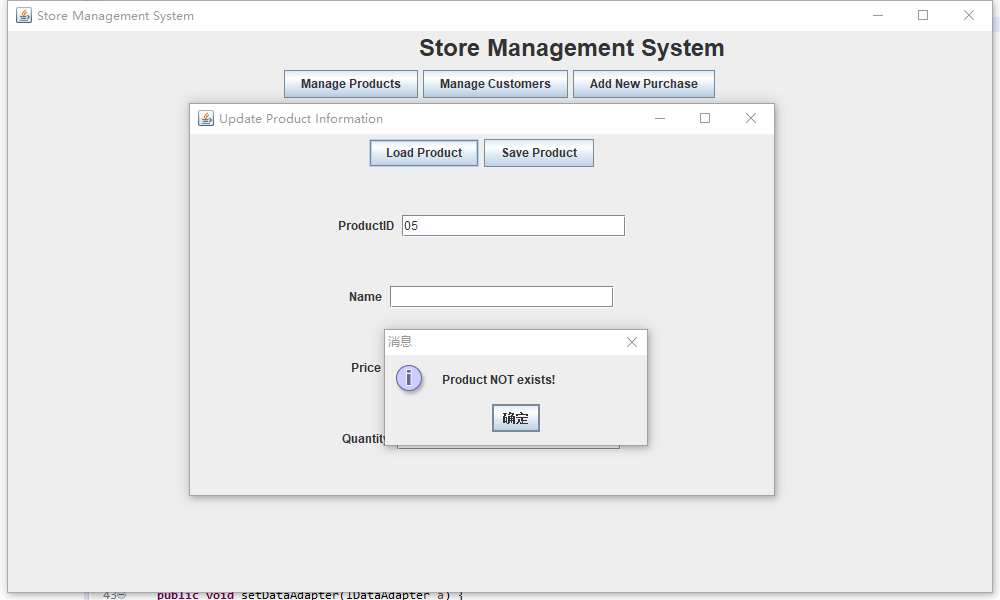 Store Management System
Store Management System
Manage Products Manage Customers Add New Purchase
Update Product Information
Load Product Save Product
ProductID 05
Name
消息
Price
Product NOT exists!
确定
Quantity
43 public void setDataAdapter(IDataAdapter a) {